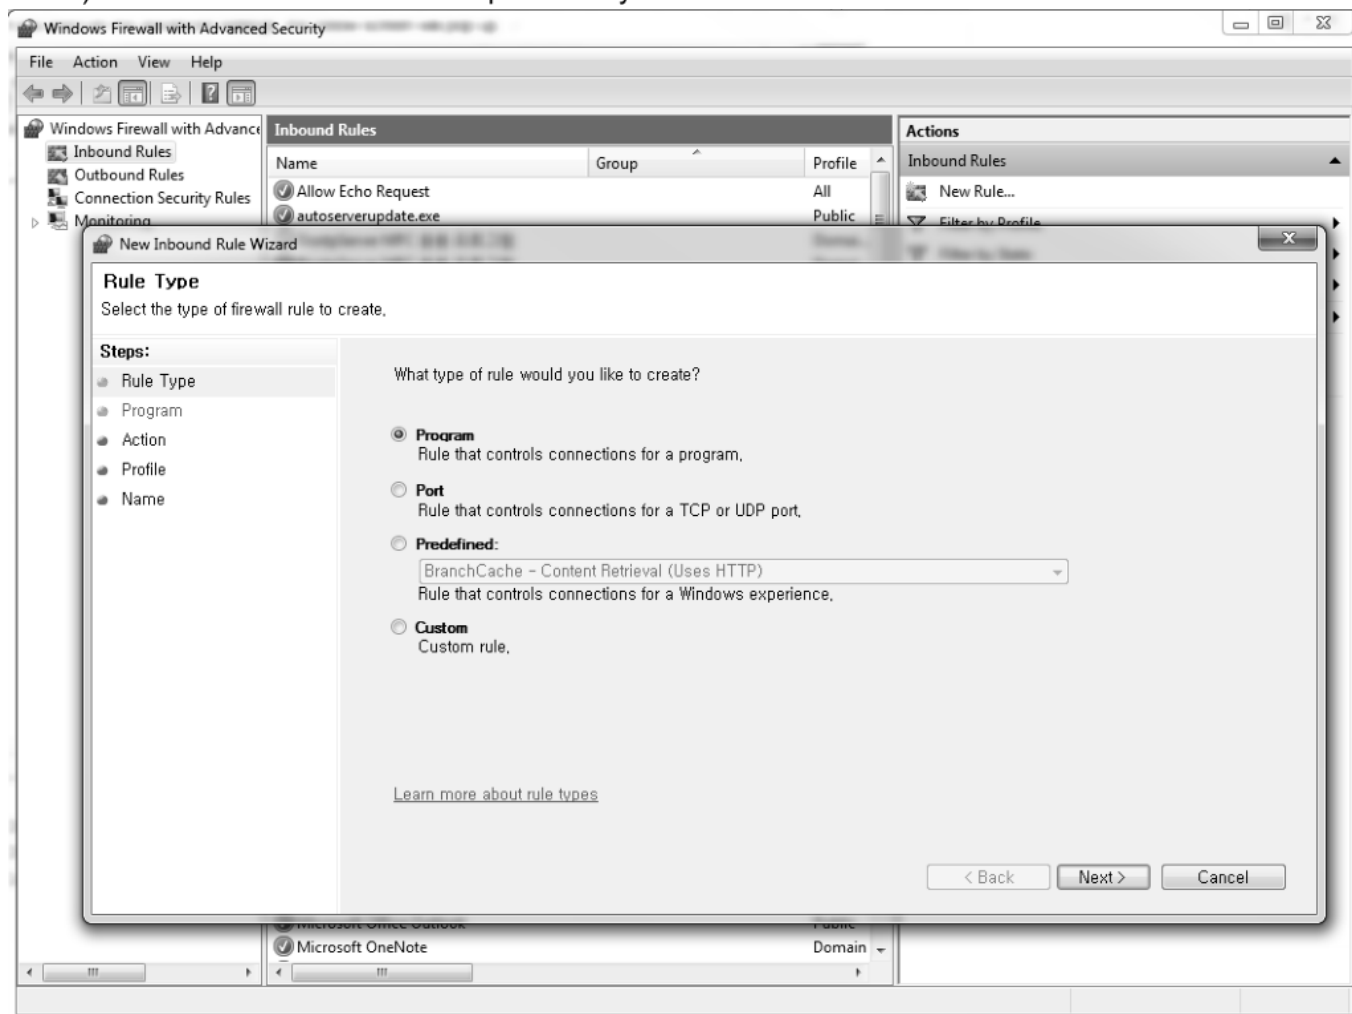 Windows Firewall with Advanced Security
File Action View Help
Windows Firewall with Advance
Inbound Rules
Outbound Rules
Connection Security Rules
Monitoring
Inbound Rules
Name Group Profile
Allow Echo Request All
autoserverupdate.exe Public
Actions
Inbound Rules
New Rule...
Filter by Profile
New Inbound Rule Wizard
Rule Type
Select the type of firewall rule to create.
Steps:
Rule Type
Program
Action
Profile
Name
What type of rule would you like to create?
Program
Rule that controls connections for a program.
Port
Rule that controls connections for a TCP or UDP port.
Predefined:
BranchCache - Content Retrieval (Uses HTTP)
Rule that controls connections for a Windows experience.
Custom
Custom rule.
Learn more about rule types
< Back Next > Cancel
Microsoft Office Outlook Public
Microsoft OneNote Domain